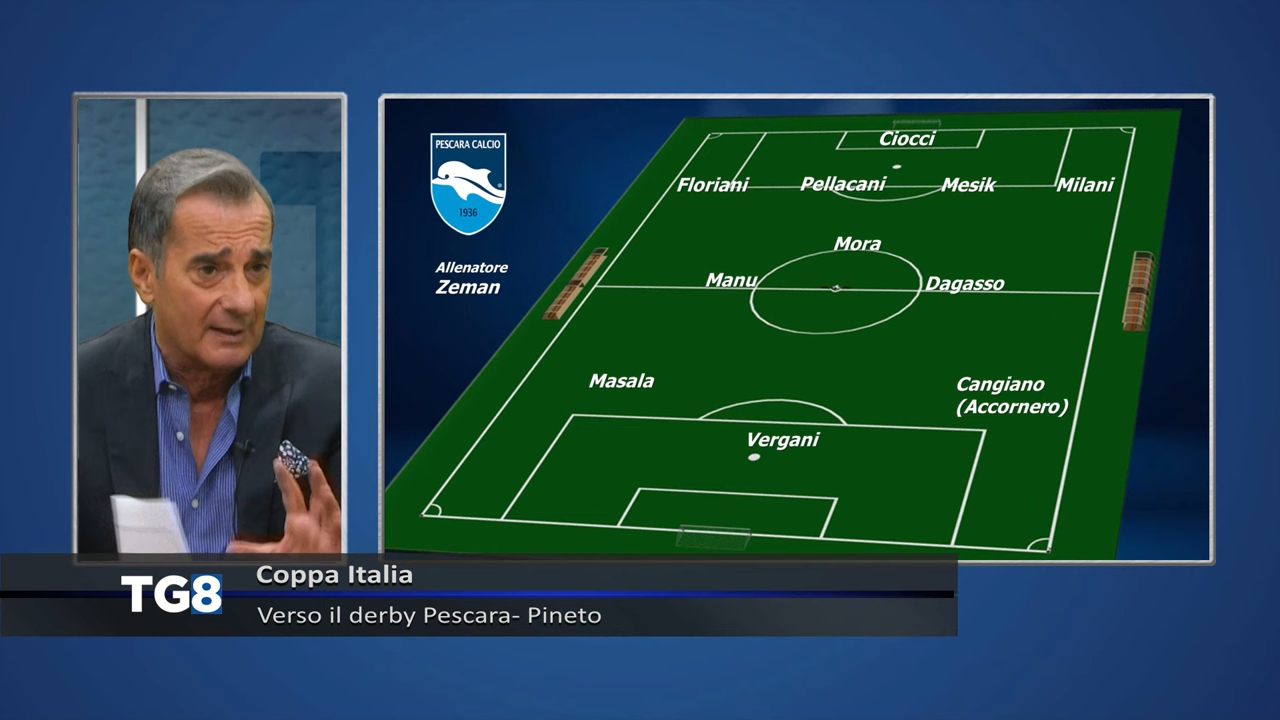 PESCARA CALCIO
1936
Allenatore
Zeman
Ciocci
Floriani Pellacani Mesik Milani
Mora
Manu Dagasso
Masala
Cangiano
(Accornero)
Vergani
TG8
Coppa Italia
Verso il derby Pescara- Pineto